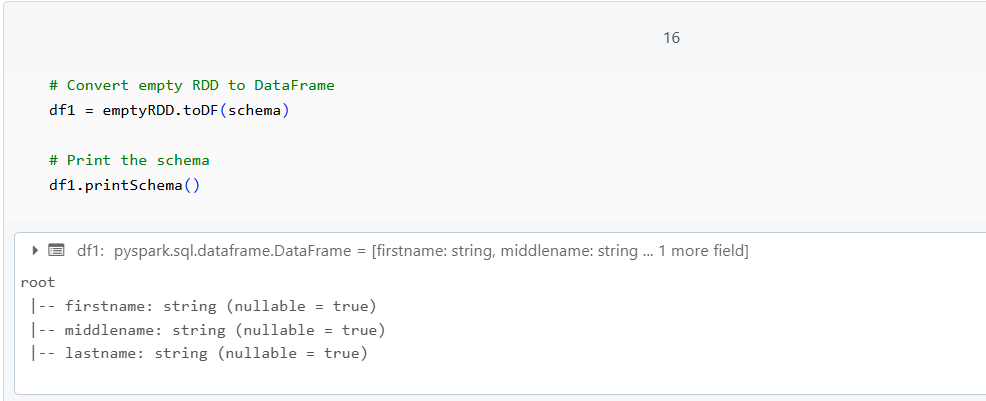 16
# Convert empty RDD to DataFrame
df1 = emptyRDD.toDF(schema)
# Print the schema
df1.printSchema()
df1: pyspark.sql.dataframe.DataFrame = [firstname: string, middlename: string ... 1 more field]
root
|-- firstname: string (nullable = true)
|-- middlename: string (nullable = true)
|-- lastname: string (nullable = true)